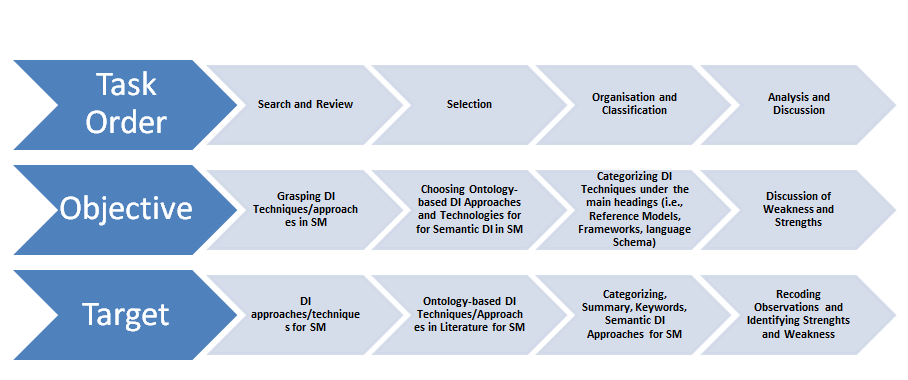 Task
Order
Search and Review
Selection
Organisation and
Classification
Analysis and
Discussion
Objective
Grasping DI
Techniques/approach
es in SM
Choosing Ontology-
based DI Approaches
and Technologies for
for Semantic DI in SM
Categorizing DI
Techniques under the
main headings (i.e.,
Reference Models,
Frameworks, language
Schema)
Discussion of
Weakness and
Strengths
Target
DI
approaches/technique
s for SM
Ontology-based DI
Techniques/Approach
es in Literature for SM
Categorizing,
Summary, Keywords,
Semantic DI
Approaches for SM
Recoding
Observations and
Identifying Strenghts
and Weakness